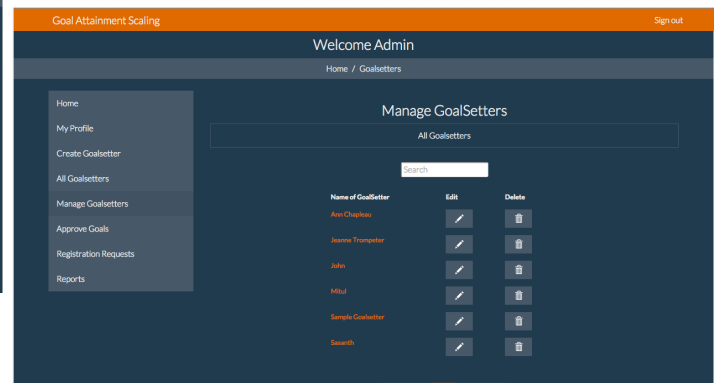 Goal Attainment Scaling Sign out
Welcome Admin
Home / Goalsetters
Home
My Profile
Create Goalsetter
All Goalsetters
Manage Goalsetters
Approve Goals
Registration Requests
Reports
Manage GoalSetters
All Goalsetters
Search
Name of GoalSetter Edit Delete
Ann Chapleau
Jeanne Trompeter
John
Mitul
Sample Goalsetter
Sasanth